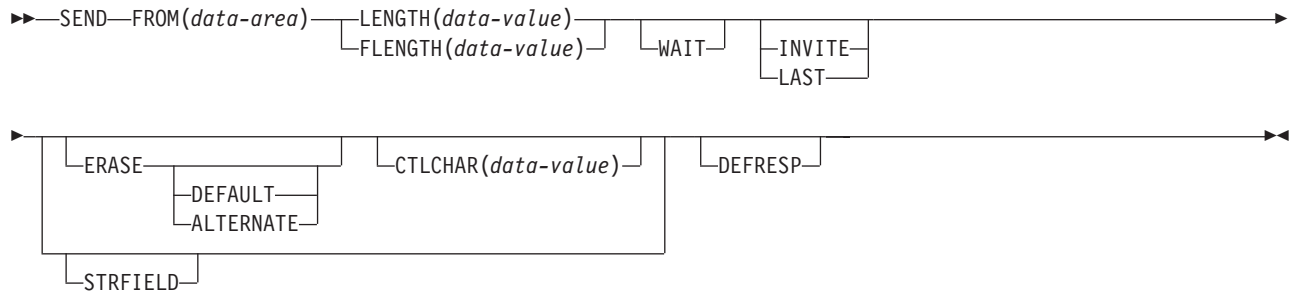 SEND FROM(data-area) LENGTH(data-value)
FLENGTH(data-value) WAIT INVITE
LAST
ERASE CTLCHAR(data-value) DEFRESP
DEFAULT
ALTERNATE
STRFIELD